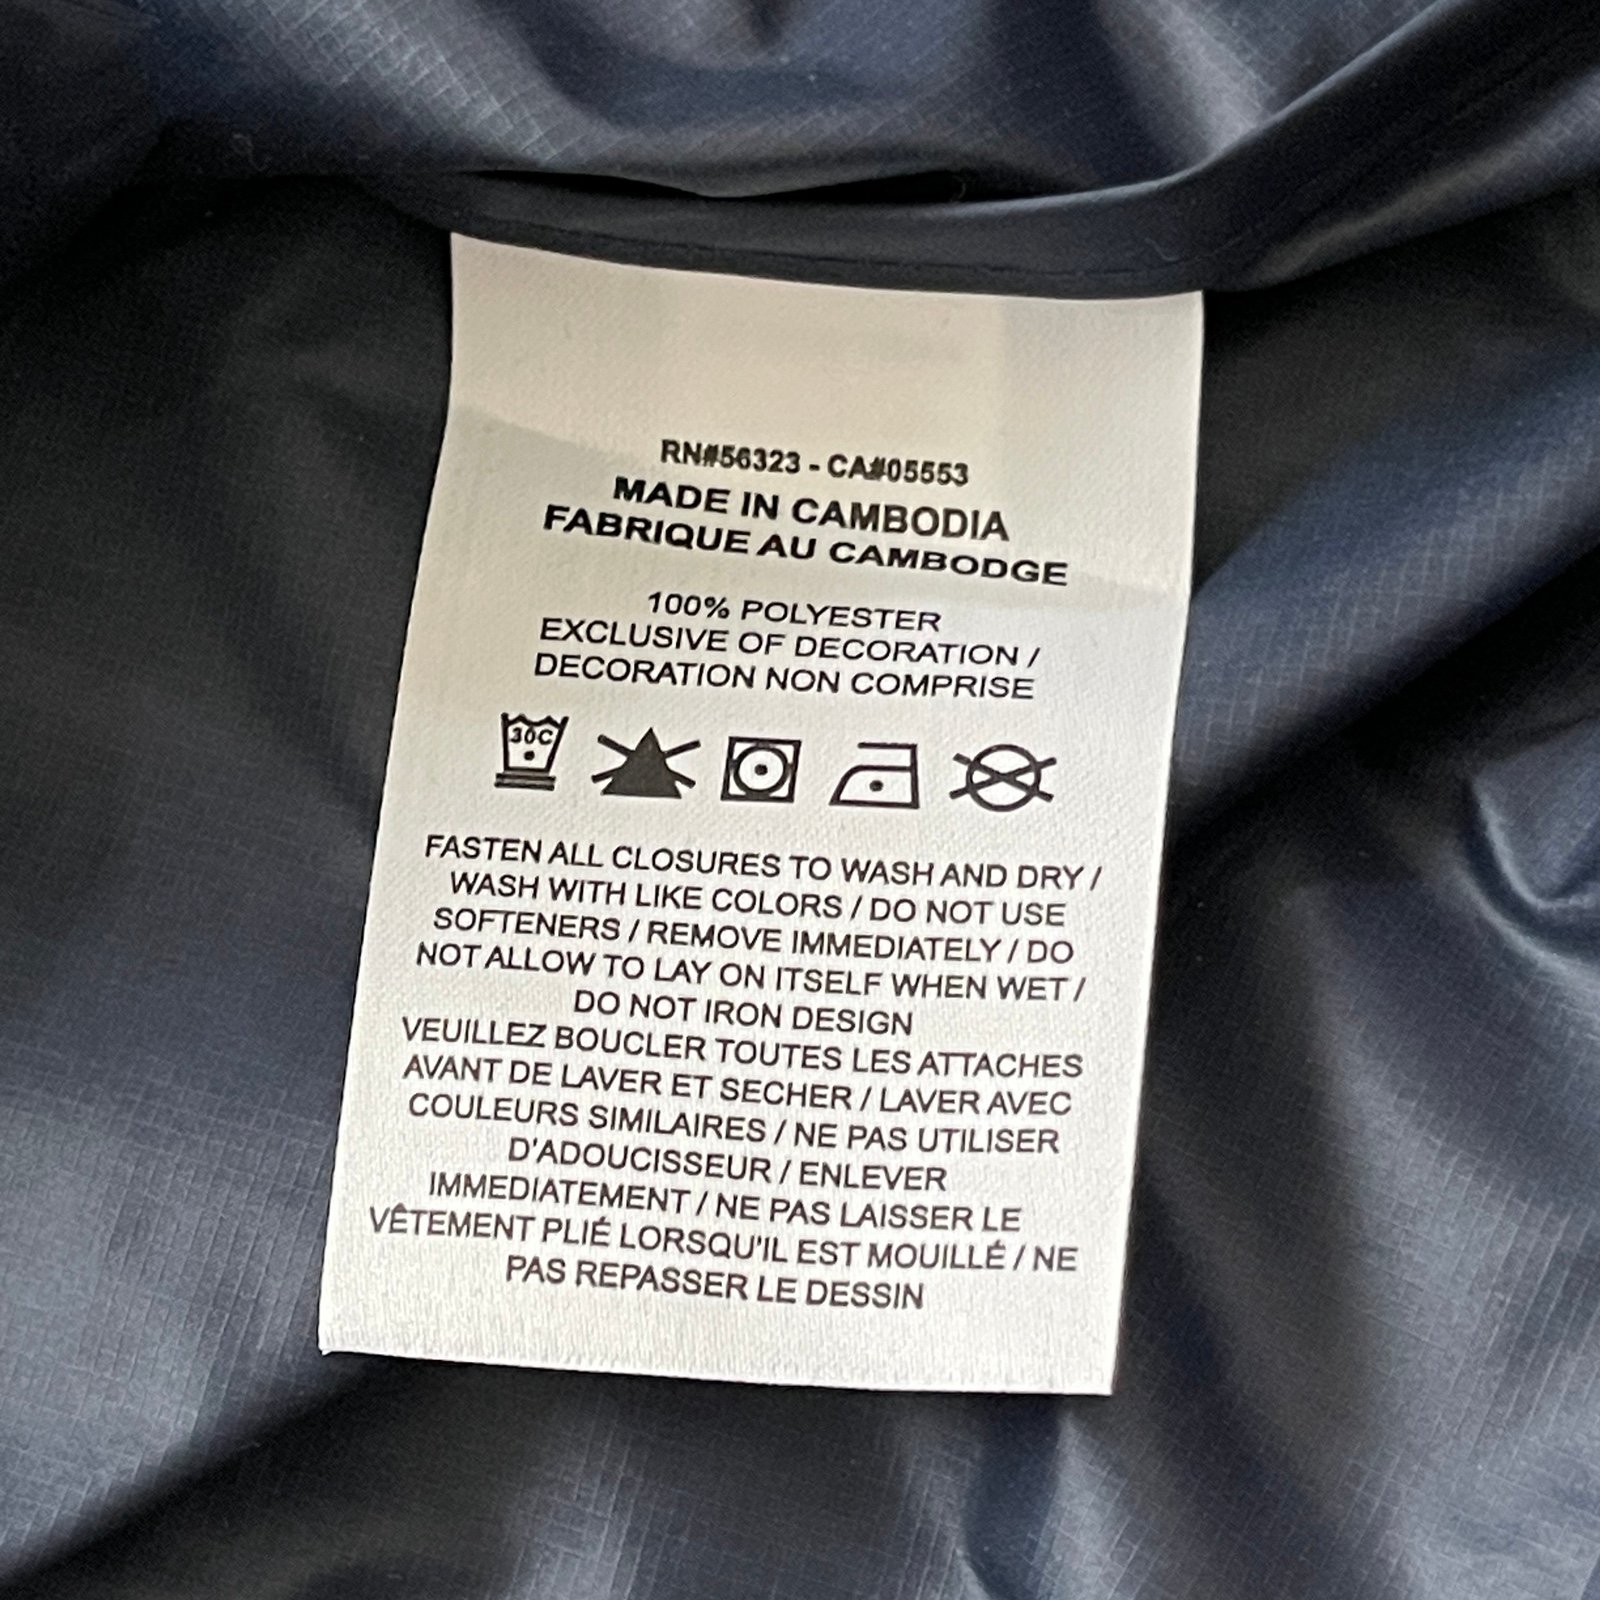 RN#56323 - CA#05553
MADE IN CAMBODIA
FABRIQUE AU CAMBODGE
100% POLYESTER
EXCLUSIVE OF DECORATION /
DECORATION NON COMPRISE
30C
FASTEN ALL CLOSURES TO WASH AND DRY /
WASH WITH LIKE COLORS / DO NOT USE
SOFTENERS / REMOVE IMMEDIATELY / DO
NOT ALLOW TO LAY ON ITSELF WHEN WET /
DO NOT IRON DESIGN
VEUILLEZ BOUCLER TOUTES LES ATTACHES
AVANT DE LAVER ET SECHER / LAVER AVEC
COULEURS SIMILAIRES / NE PAS UTILISER
D'ADOUCISSEUR / ENLEVER
IMMEDIATEMENT / NE PAS LAISSER LE
VÊTEMENT PLIÉ LORSQU'IL EST MOUILLÉ / NE
PAS REPASSER LE DESSIN